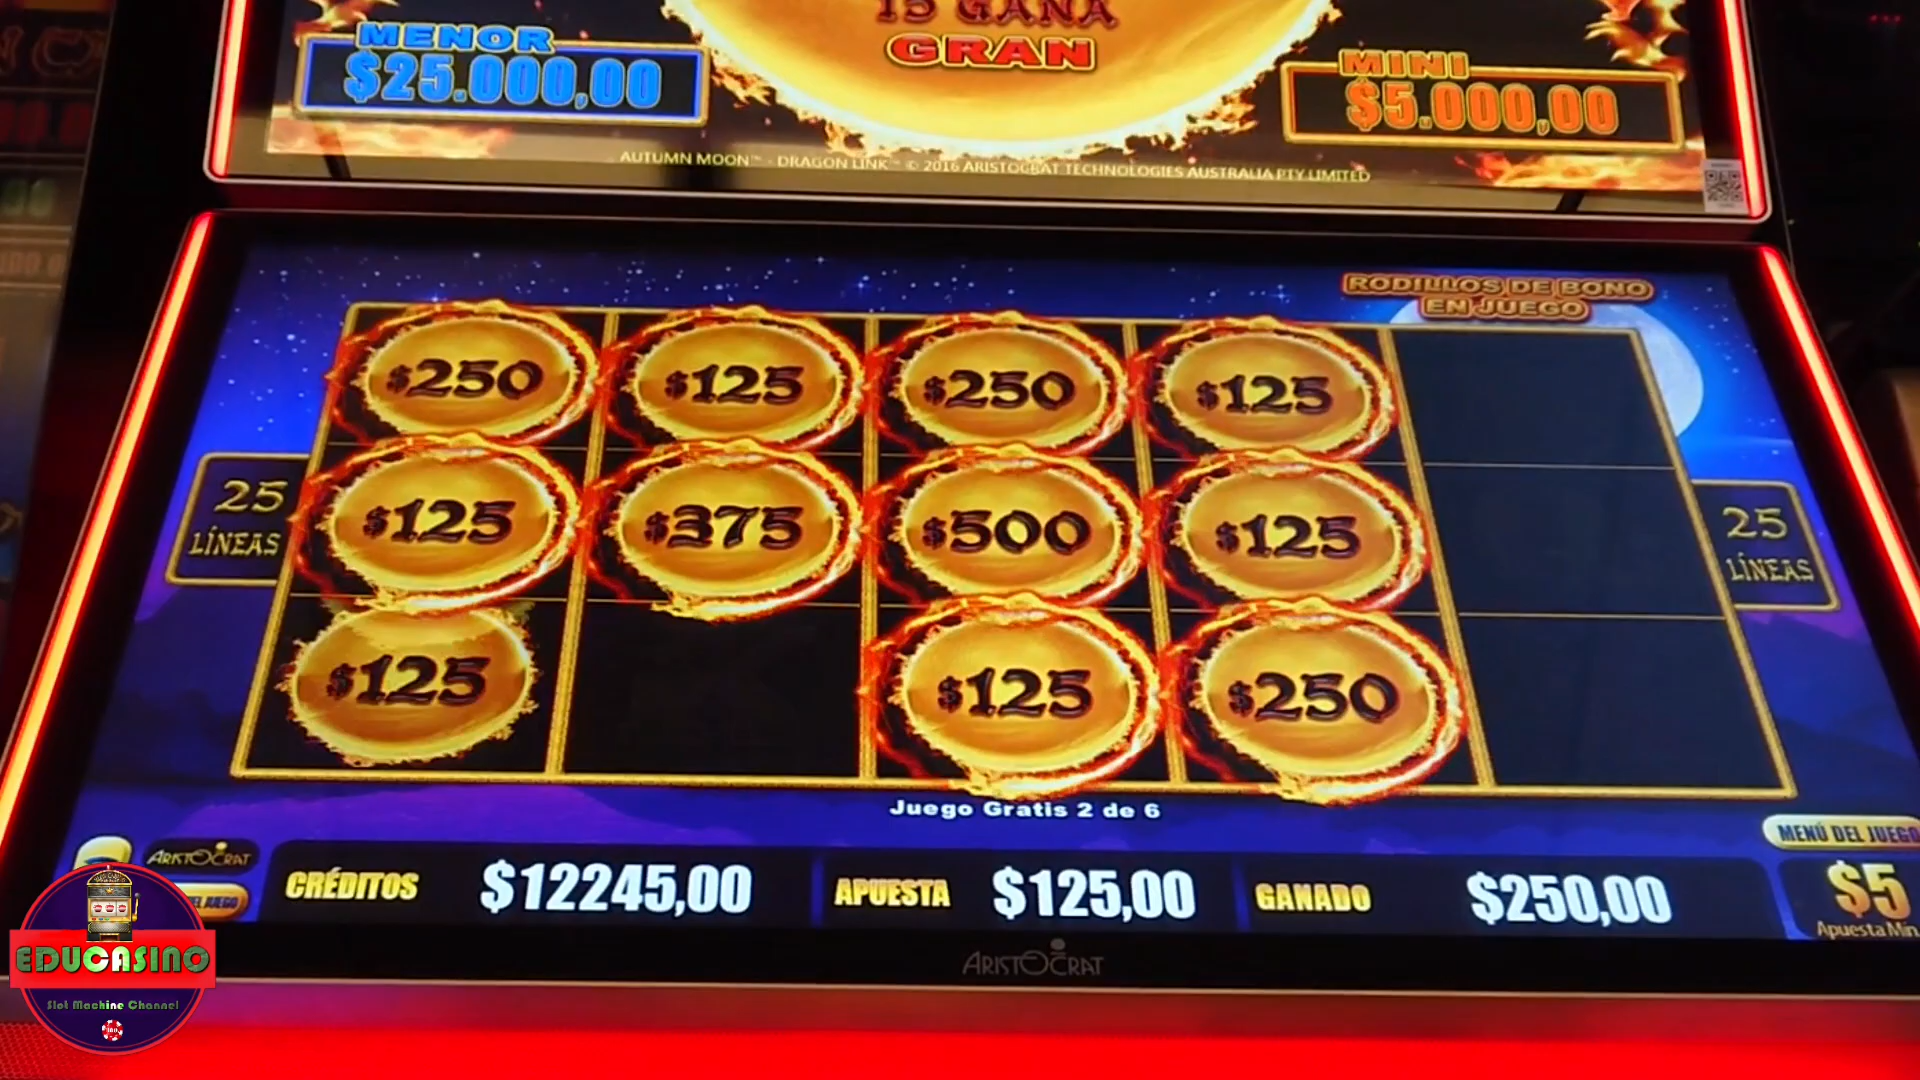 15 GANA
GRAN
MENOR
$25.000,00
MINI
$5.000,00
AUTUMN MOON™ - DRAGON LINK™ © 2016 ARISTOCRAT TECHNOLOGIES AUSTRALIA PTY LIMITED
RODILLOS DE BONO
EN JUEGO
$250
$125
$250
$125
25
LÍNEAS
$125
$375
$500
$125
25
LÍNEAS
$125
$125
$250
Juego Gratis 2 de 6
MENÚ DEL JUEGO
ARISTOCRAT
CRÉDITOS
$12245,00
APUESTA
$125,00
GANADO
$250,00
$5
Apuesta Min.
EL JUEGO
ARISTOCRAT
EDUCASINO
Slot Machine Channel